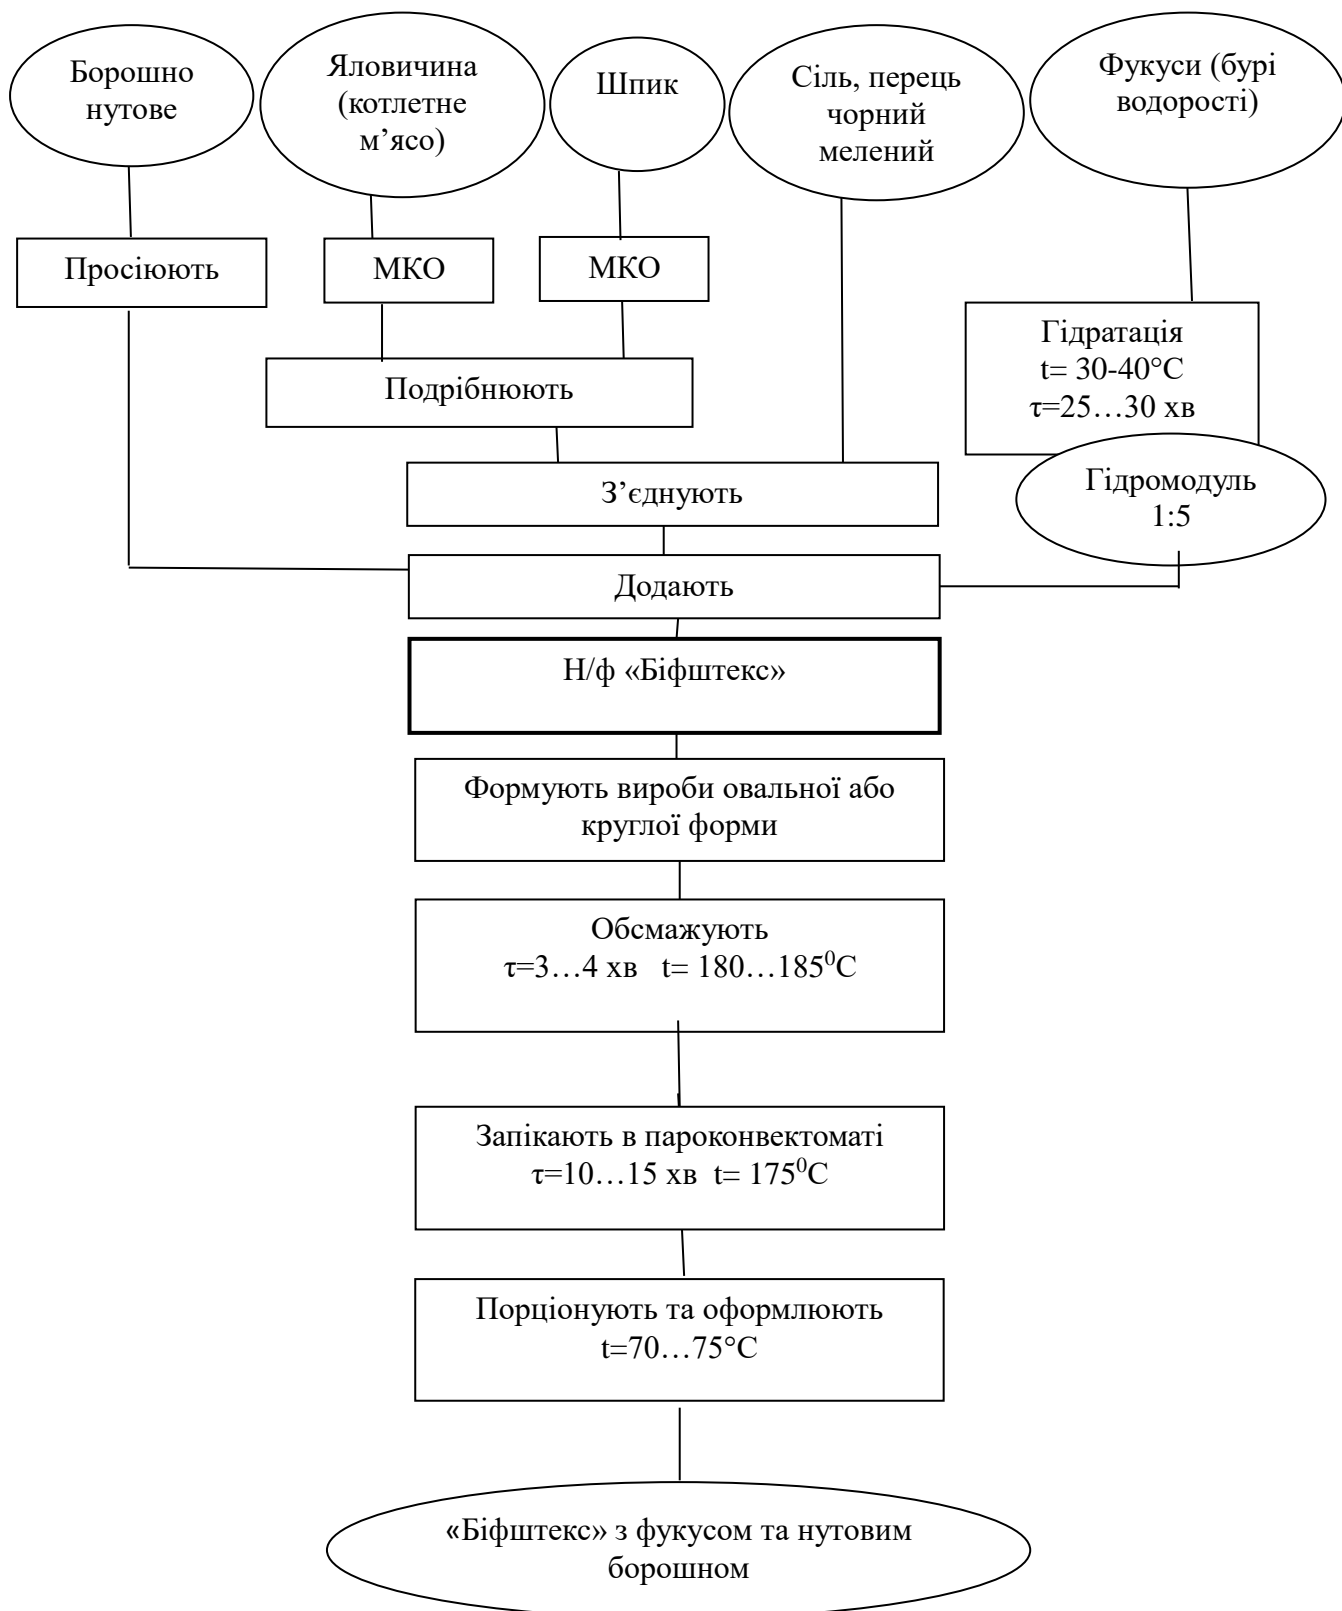 Борошно
нутове
Яловичина
(котлетне
м’ясо)
Шпик
Сіль, перець
чорний
мелений
Фукуси (бурі
водорості)
Просіюють
МКО
МКО
Гідратація
t= 30-40°C
τ=25…30 хв
Подрібнюють
З’єднують
Гідромодуль
1:5
Додають
Н/ф «Біфштекс»
Формують вироби овальної або
круглої форми
Обсмажують
τ=3…4 хв t= 180…185⁰C
Запікають в пароконвектоматі
τ=10…15 хв t= 175⁰C
Порціонують та оформлюють
t=70…75°C
«Біфштекс» з фукусом та нутовим
борошном